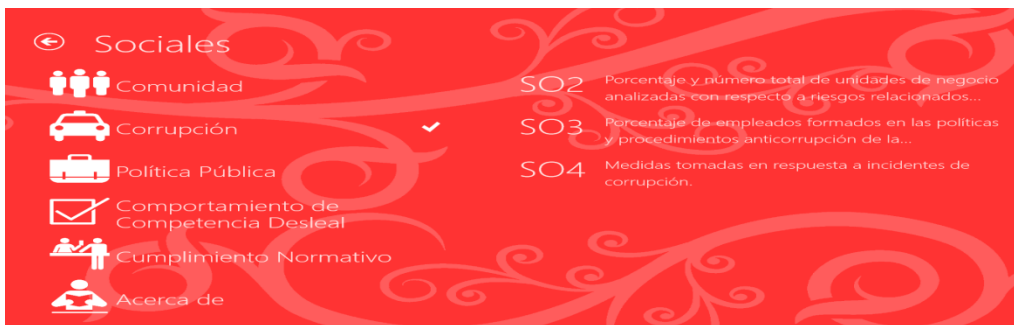 Sociales
Comunidad
Corrupción
Política Pública
Comportamiento de
Competencia Desleal
Cumplimiento Normativo
Acerca de
SO2
Porcentaje y número total de unidades de negocio
analizadas con respecto a riesgos relacionados...
SO3
Porcentaje de empleados formados en las políticas
y procedimientos anticorrupción de la...
SO4
Medidas tomadas en respuesta a incidentes de
corrupción.